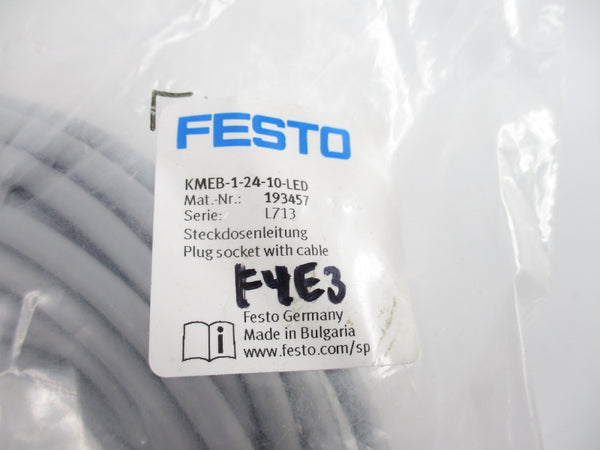 FESTO
KMEB-1-24-10-LED
Mat.-Nr.: 193457
Serie: L713
Steckdosenleitung
Plug socket with cable
F4E3
Festo Germany
Made in Bulgaria
www.festo.com/sp